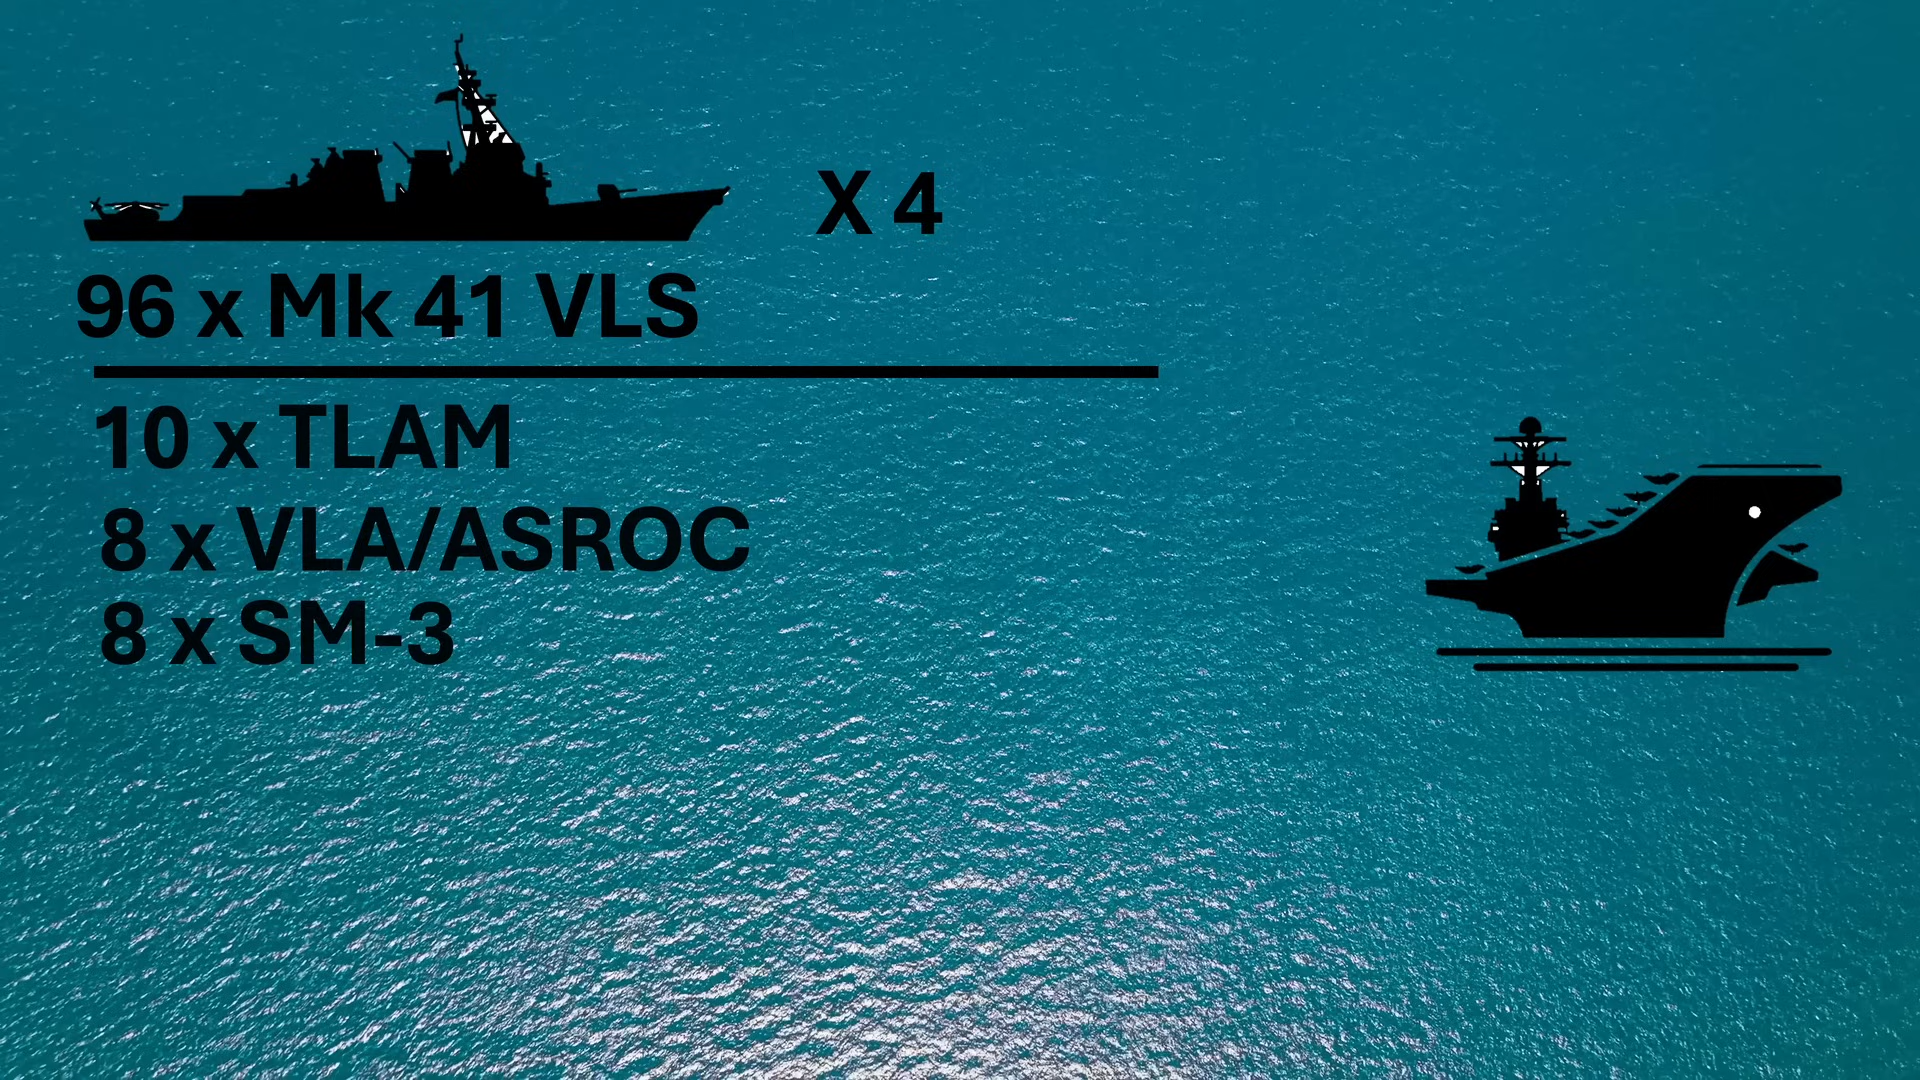 X 4
96 x Mk 41 VLS
10 x TLAM
8 x VLA/ASROC
8 x SM-3